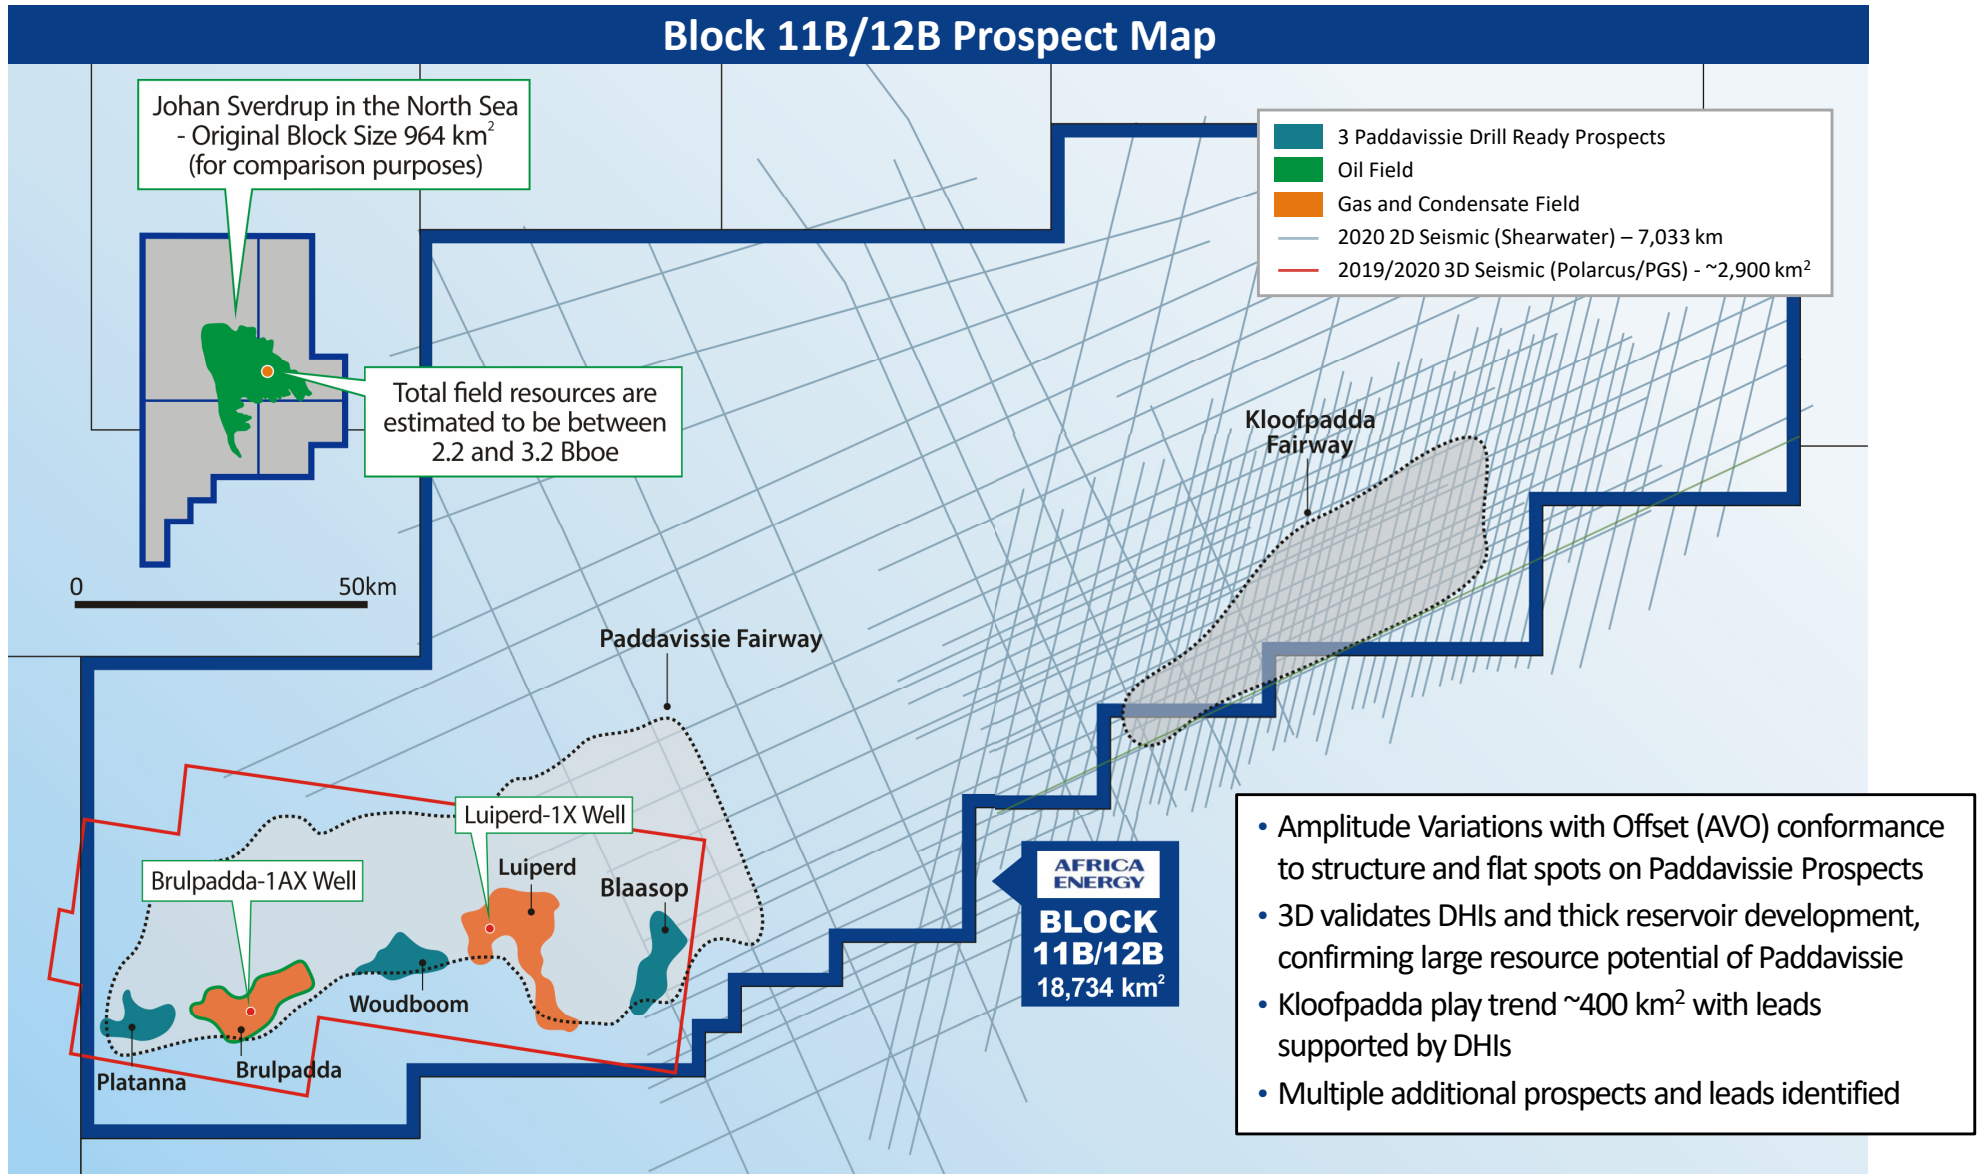 Block 11B/12B Prospect Map
Johan Sverdrup in the North Sea
- Original Block Size 964 km²
(for comparison purposes)
3 Paddavissie Drill Ready Prospects
Oil Field
Gas and Condensate Field
2020 2D Seismic (Shearwater) – 7,033 km
2019/2020 3D Seismic (Polarcus/PGS) - ~2,900 km²
Total field resources are
estimated to be between
2.2 and 3.2 Bboe
Kloofpadda
Fairway
0 50km
Paddavissie Fairway
Luiperd-1X Well
Brulpadda-1AX Well
Luiperd
Blaasop
Woudboom
Platanna
Brulpadda
AFRICA
ENERGY
BLOCK
11B/12B
18,734 km²
• Amplitude Variations with Offset (AVO) conformance
to structure and flat spots on Paddavissie Prospects
• 3D validates DHIs and thick reservoir development,
confirming large resource potential of Paddavissie
• Kloofpadda play trend ~400 km² with leads
supported by DHIs
• Multiple additional prospects and leads identified